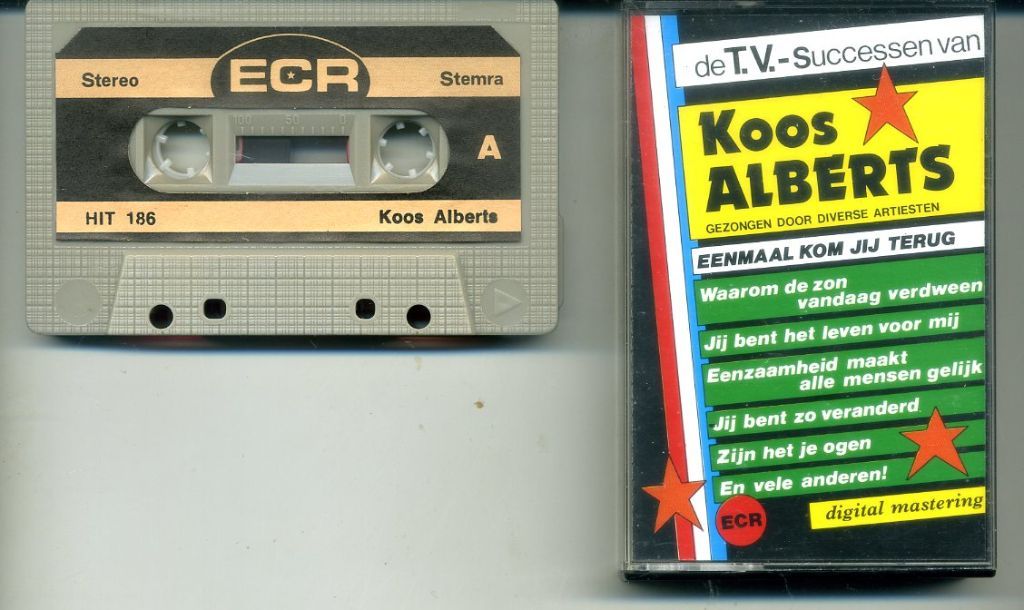 Stereo
ECR
Stemra
100 50 0
A
HIT 186
Koos Alberts
de T.V.-Successen van
Koos
ALBERTS
GEZONGEN DOOR DIVERSE ARTIESTEN
EENMAAL KOM JIJ TERUG
Waarom de zon
vandaag verdween
Jij bent het leven voor mij
Eenzaamheid maakt
alle mensen gelijk
Jij bent zo veranderd
Zijn het je ogen
En vele anderen!
ECR
digital mastering